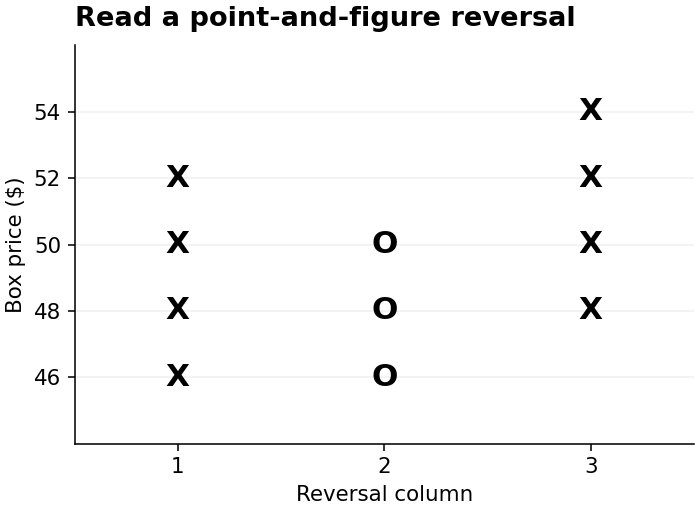 Read a point-and-figure reversal
Box price ($)
54 X
52 X X
50 X O X
48 X O X
46 X O
1 2 3
Reversal column